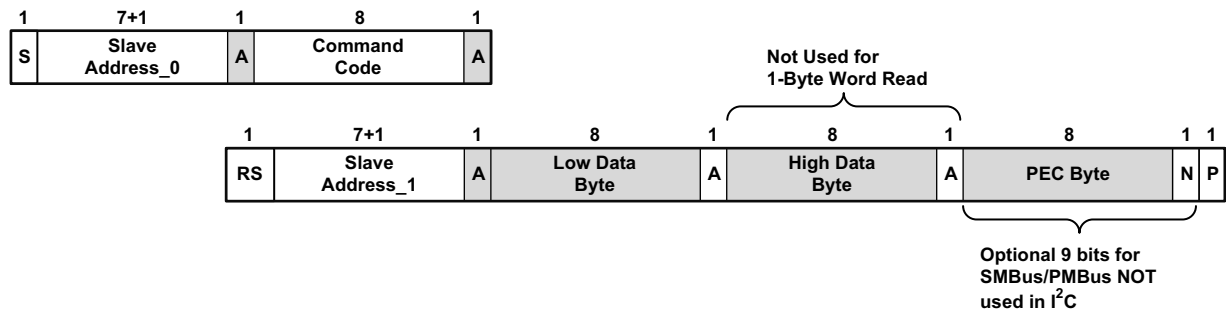 1 7+1 1 8 1
S Slave Address_0 A Command Code A
Not Used for
1-Byte Word Read
1 7+1 1 8 1 8 1 8 1 1
RS Slave Address_1 A Low Data Byte A High Data Byte A PEC Byte N P
Optional 9 bits for
SMBus/PMBus NOT
used in I²C